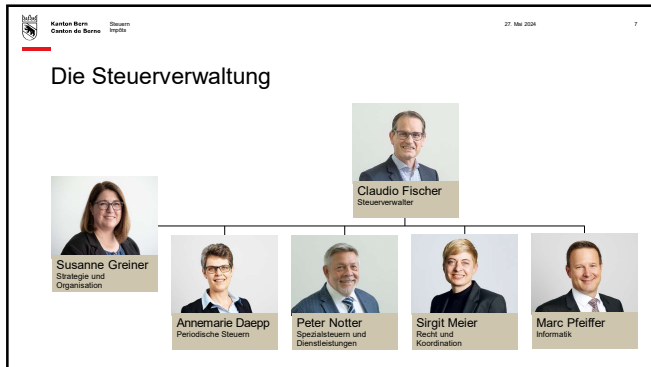 Kanton Bern
Canton de Berne
Steuern
Impôts
27. Mai 2024
7
Die Steuerverwaltung
Claudio Fischer
Steuerverwalter
Susanne Greiner
Strategie und
Organisation
Annemarie Daepp
Periodische Steuern
Peter Notter
Spezialsteuern und
Dienstleistungen
Sirgit Meier
Recht und
Koordination
Marc Pfeiffer
Informatik